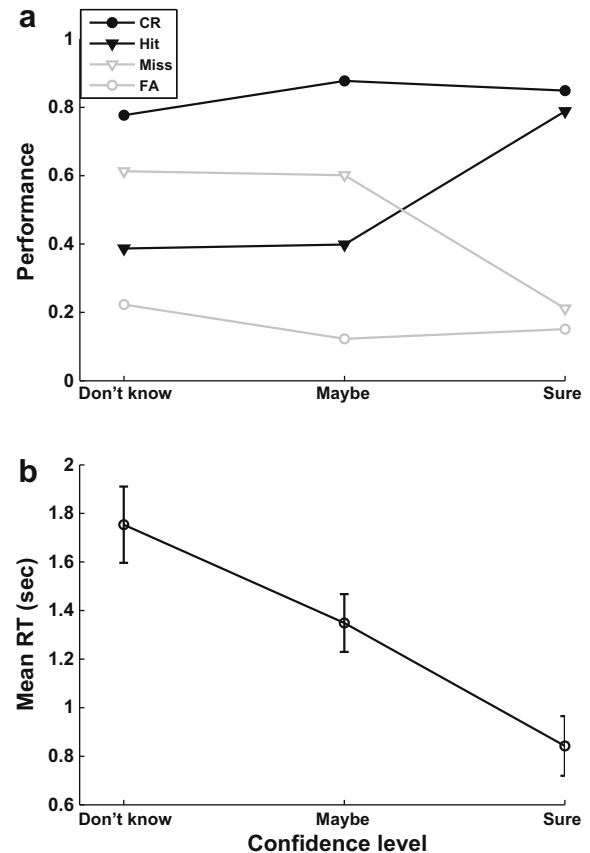 a
CR
Hit
Miss
FA
1
0.8
0.6
0.4
0.2
0
Performance
Don't know Maybe Sure
b
2
1.8
1.6
1.4
1.2
1
0.8
0.6
Mean RT (sec)
Don't know Maybe Sure
Confidence level